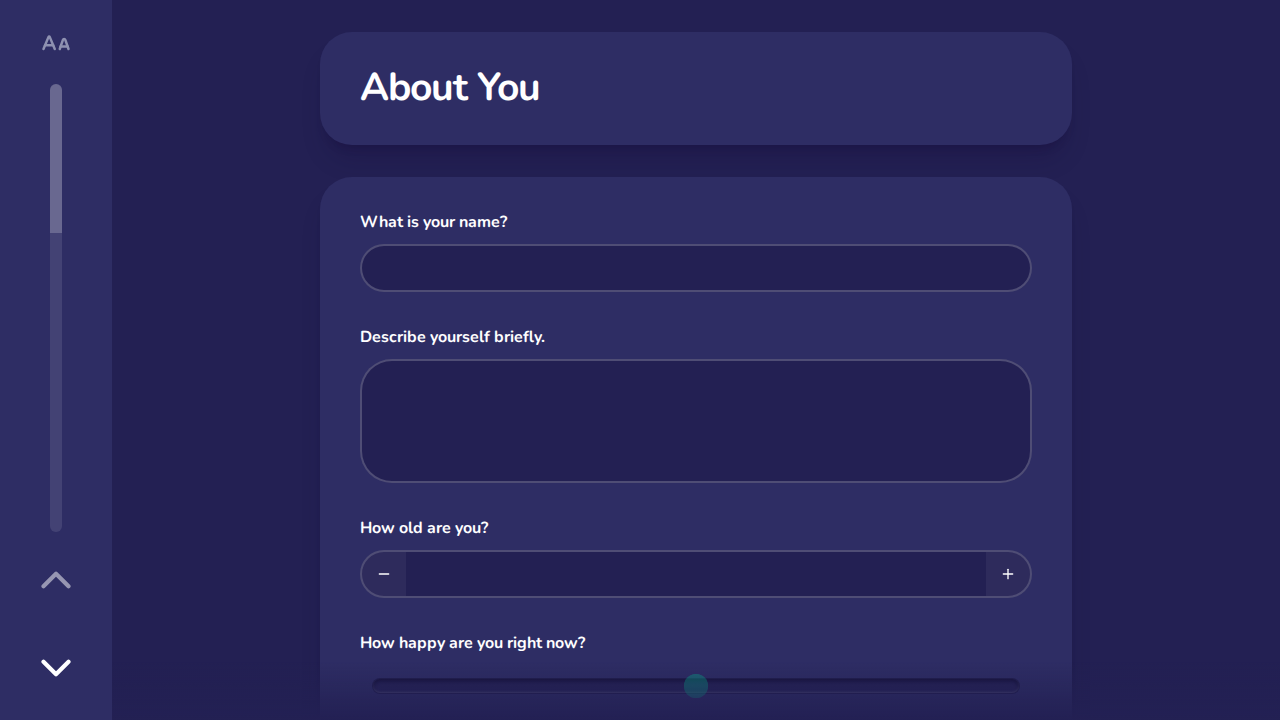 AA
About You
What is your name?
Describe yourself briefly.
How old are you?
How happy are you right now?